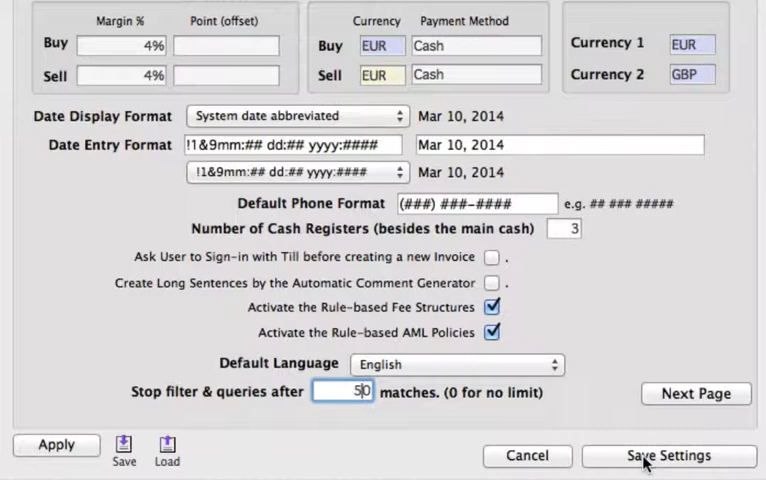 Margin % Point (offset) Currency Payment Method
Buy 4% Buy EUR Cash Currency 1 EUR
Sell 4% Sell EUR Cash Currency 2 GBP
Date Display Format System date abbreviated Mar 10, 2014
Date Entry Format !1&9mm:## dd:## yyyy:#### Mar 10, 2014
!1&9mm:## dd:## yyyy:#### Mar 10, 2014
Default Phone Format (###) ###-#### e.g. ## ### #####
Number of Cash Registers (besides the main cash) 3
Ask User to Sign-in with Till before creating a new Invoice .
Create Long Sentences by the Automatic Comment Generator .
Activate the Rule-based Fee Structures
Activate the Rule-based AML Policies
Default Language English
Stop filter & queries after 50 matches. (0 for no limit) Next Page
Apply Save Load Cancel Save Settings